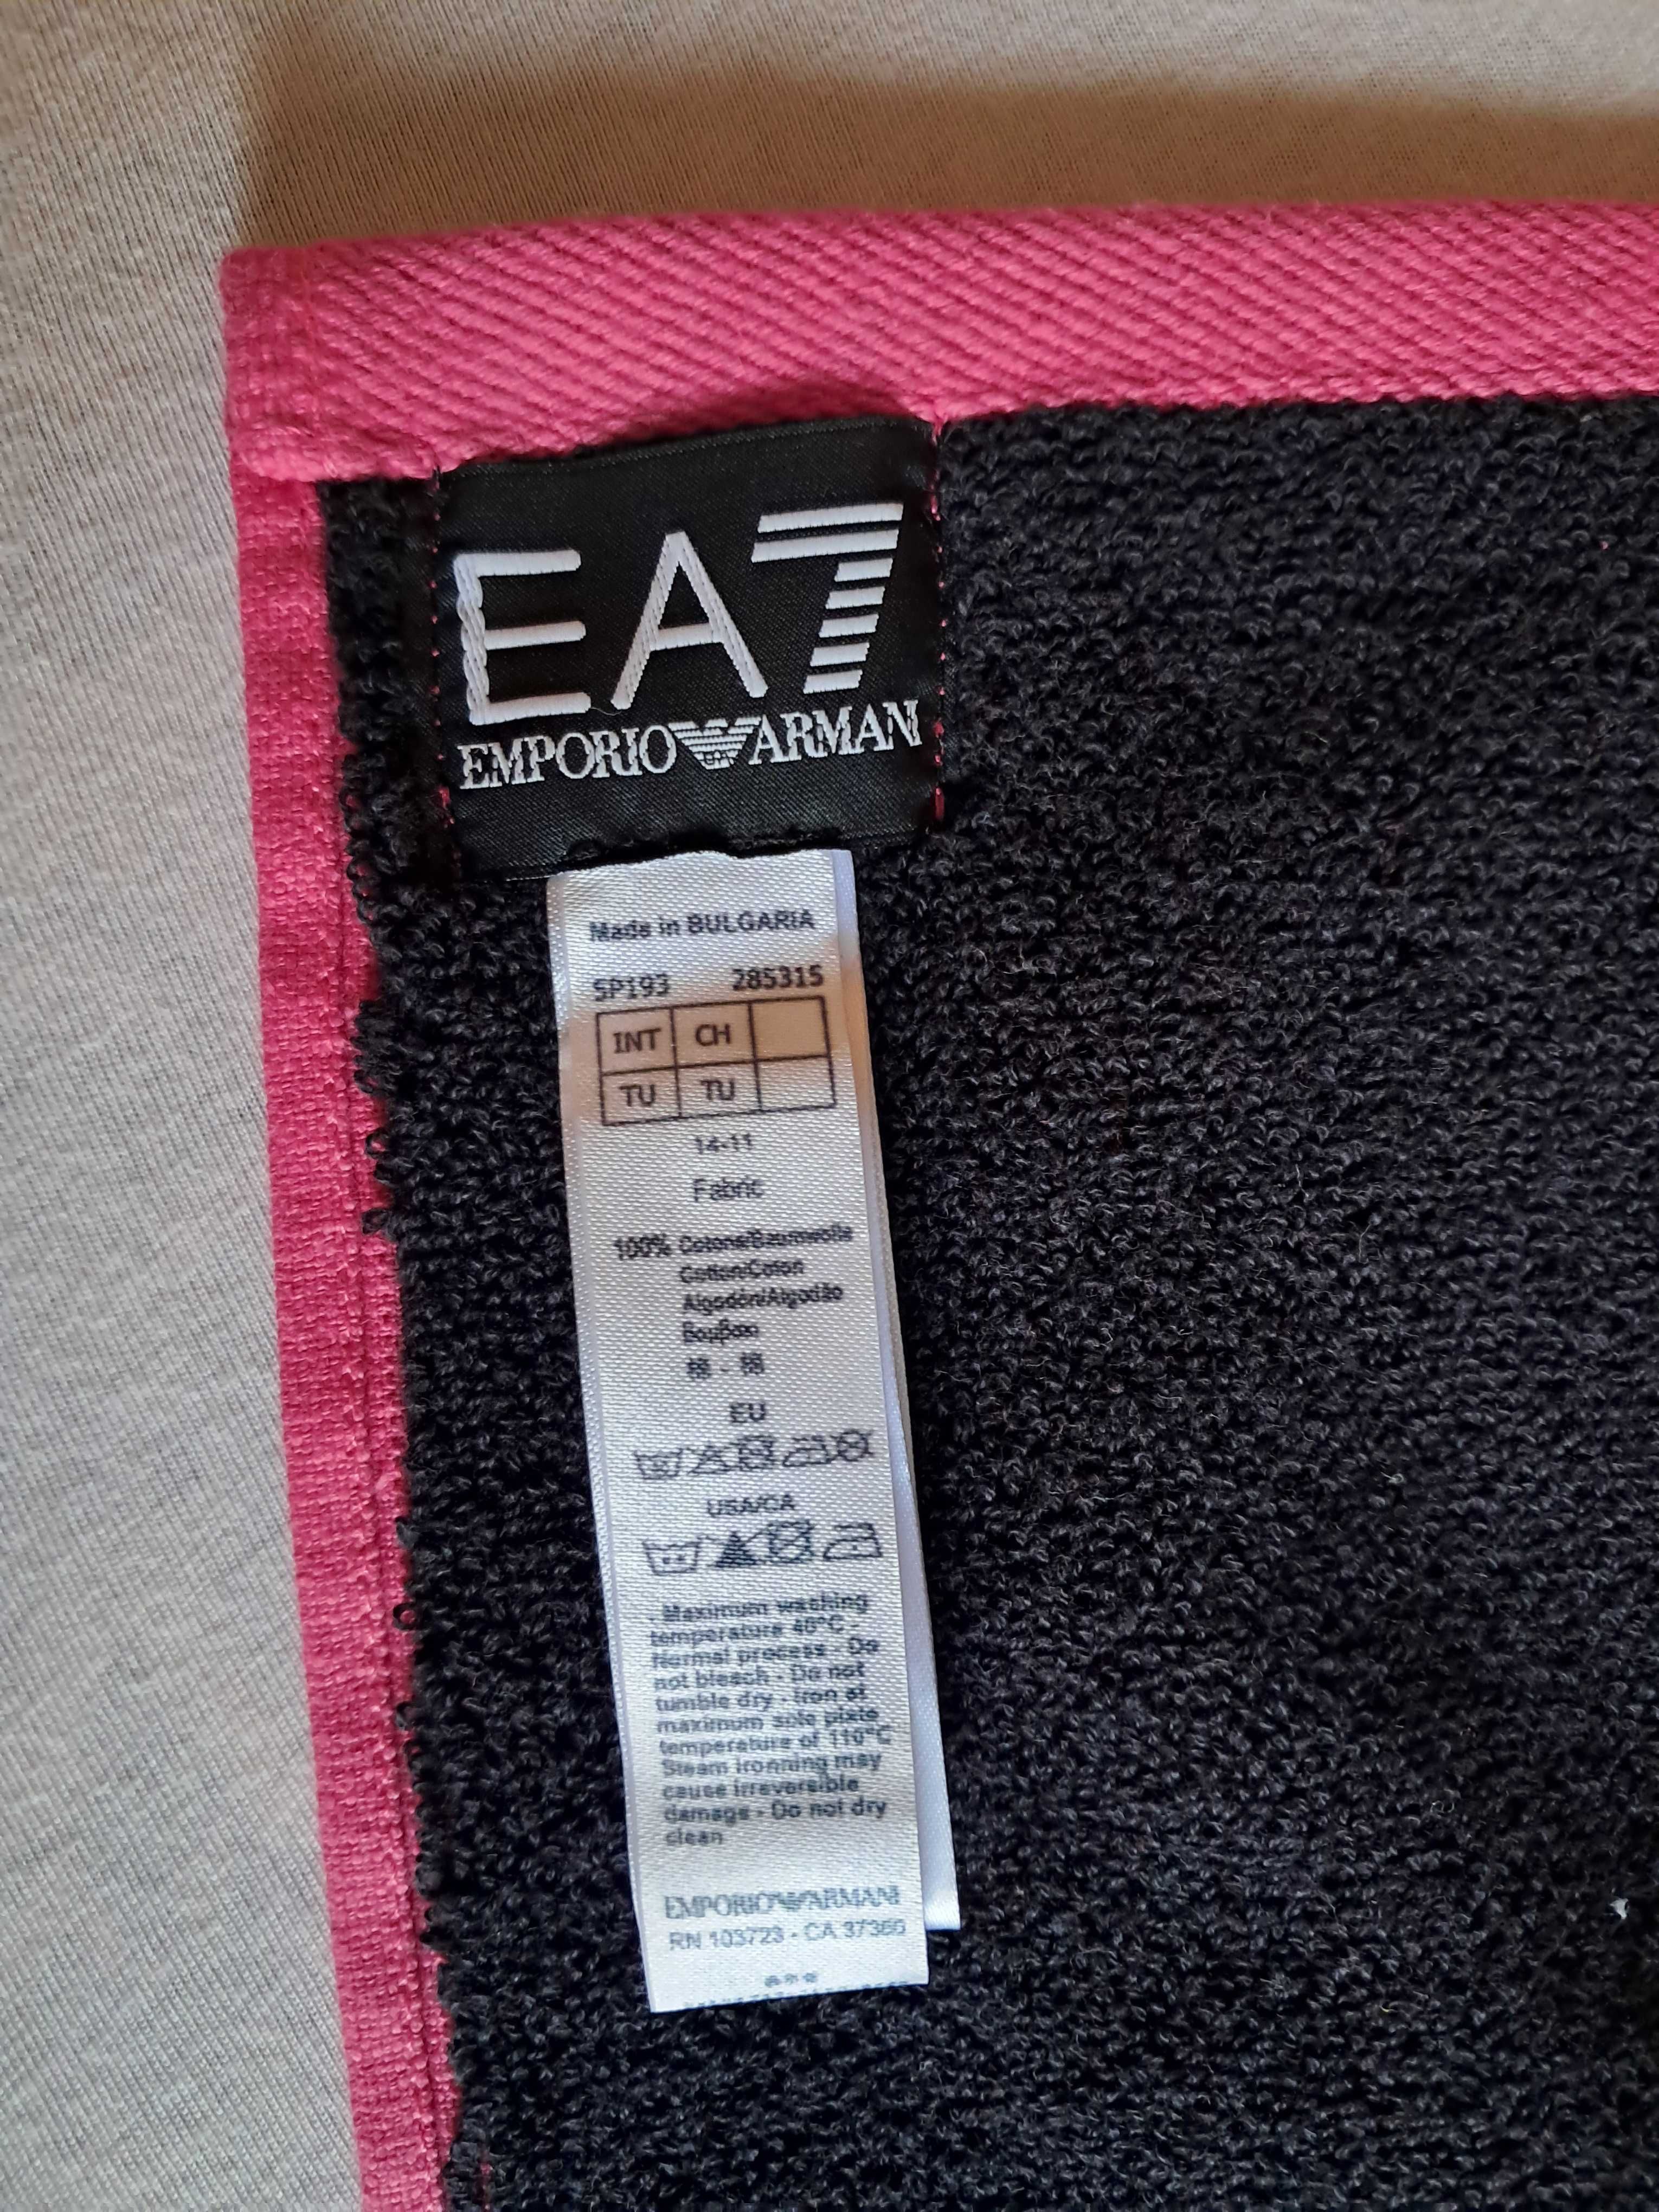 EA7
EMPORIO ARMANI
Made in BULGARIA
SP193 285315
INT CH
TU TU
14-11
Fabric
100% Cotone/Baumwolle
Cotton/Coton
Algodón/Algodão
Βαμβακι
棉 - 棉
EU
USA/CA
- Maximum washing
temperature 40°C -
Normal process - Do
not bleach - Do not
tumble dry - Iron at
maximum sole plate
temperature of 110°C
Steam ironning may
cause irreversible
damage - Do not dry
clean
EMPORIO ARMANI
RN 103723 - CA 37360